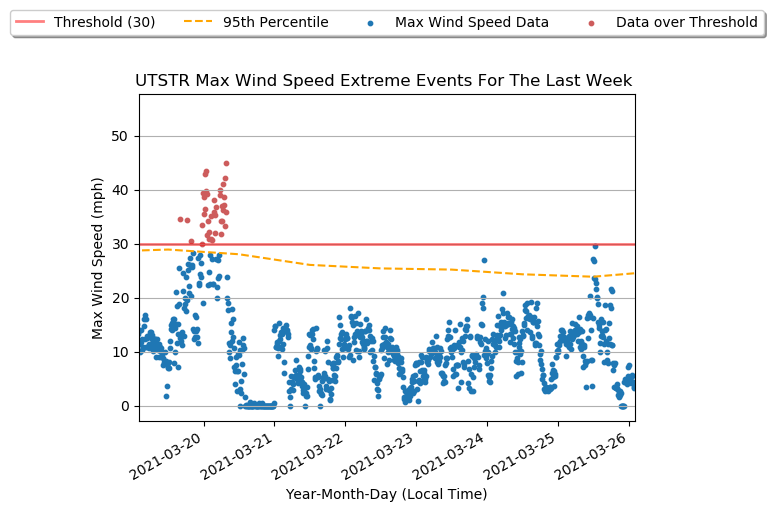 Threshold (30) 95th Percentile Max Wind Speed Data Data over Threshold
UTSTR Max Wind Speed Extreme Events For The Last Week
Max Wind Speed (mph)
50
40
30
20
10
0
2021-03-20 2021-03-21 2021-03-22 2021-03-23 2021-03-24 2021-03-25 2021-03-26
Year-Month-Day (Local Time)